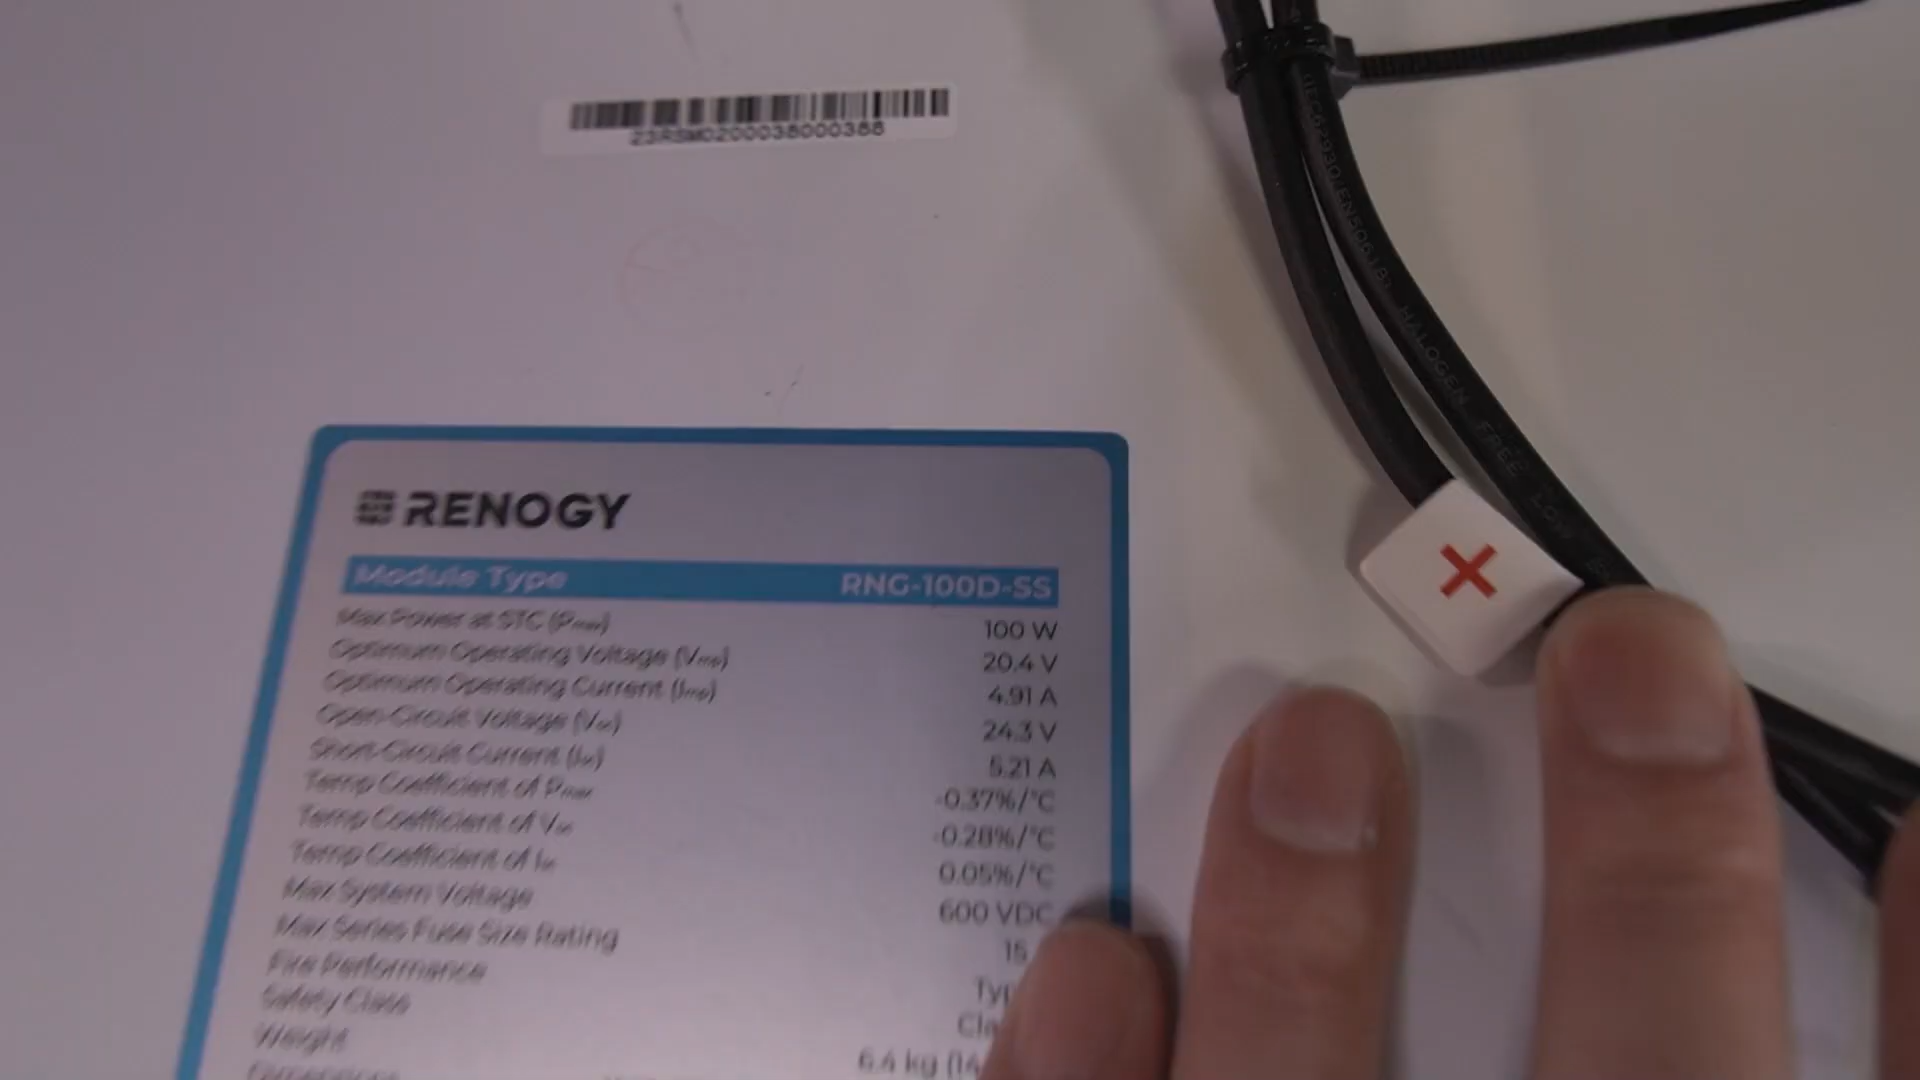 23RSM0200038000388
IEC62930/EN50618
HALOGEN FREE LOW
RENOGY
Module Type RNG-100D-SS
Max Power at STC (Pmax) 100 W
Optimum Operating Voltage (Vmp) 20.4 V
Optimum Operating Current (Imp) 4.91 A
Open-Circuit Voltage (Voc) 24.3 V
Short-Circuit Current (Isc) 5.21 A
Temp Coefficient of Pmax -0.37%/°C
Temp Coefficient of Voc -0.28%/°C
Temp Coefficient of Isc 0.05%/°C
Max System Voltage 600 VDC
Max Series Fuse Size Rating 15
Fire Performance
Safety Class
Weight 6.4 kg (14